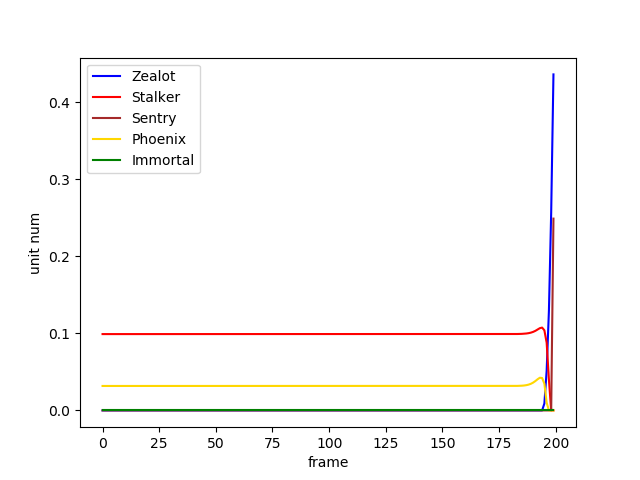 Zealot
Stalker
Sentry
Phoenix
Immortal
0.4
0.3
0.2
0.1
0.0
unit num
0 25 50 75 100 125 150 175 200
frame